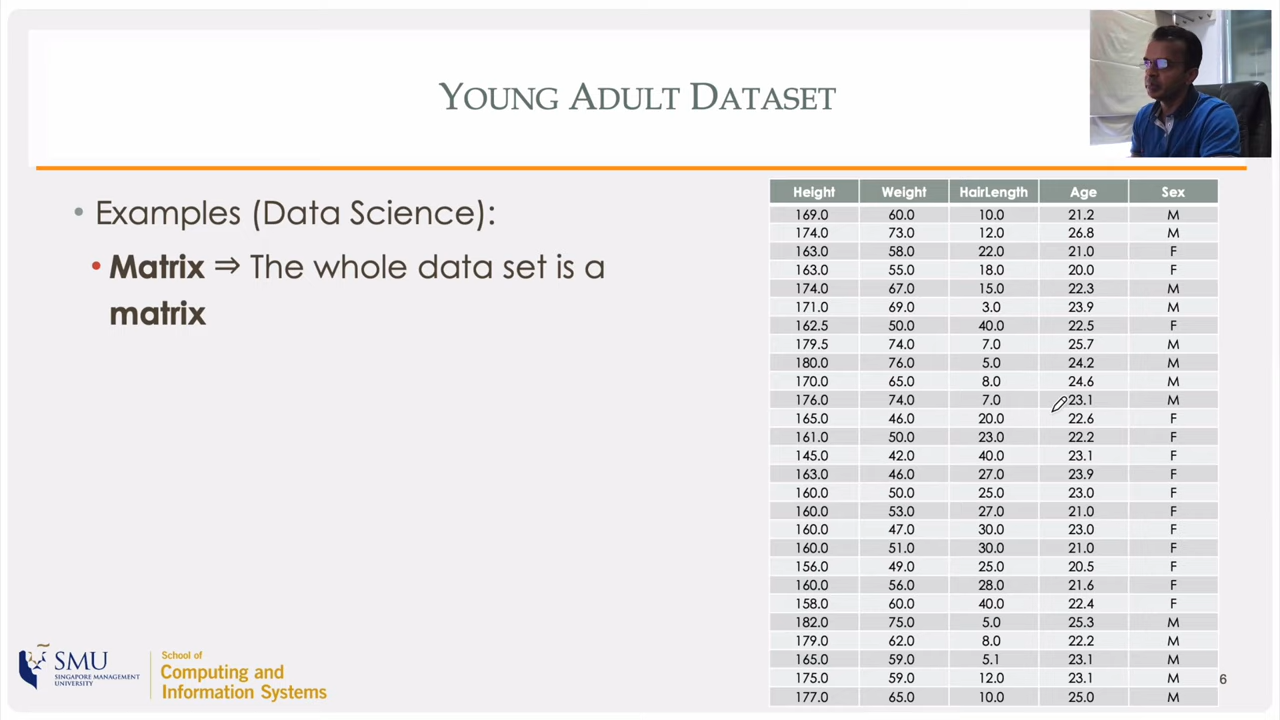 YOUNG ADULT DATASET
• Examples (Data Science):
• Matrix ⇒ The whole data set is a
matrix
Height Weight HairLength Age Sex
169.0 60.0 10.0 21.2 M
174.0 73.0 12.0 26.8 M
163.0 58.0 22.0 21.0 F
163.0 55.0 18.0 20.0 F
174.0 67.0 15.0 22.3 M
171.0 69.0 3.0 23.9 M
162.5 50.0 40.0 22.5 F
179.5 74.0 7.0 25.7 M
180.0 76.0 5.0 24.2 M
170.0 65.0 8.0 24.6 M
176.0 74.0 7.0 23.1 M
165.0 46.0 20.0 22.6 F
161.0 50.0 23.0 22.2 F
145.0 42.0 40.0 23.1 F
163.0 46.0 27.0 23.9 F
160.0 50.0 25.0 23.0 F
160.0 53.0 27.0 21.0 F
160.0 47.0 30.0 23.0 F
160.0 51.0 30.0 21.0 F
156.0 49.0 25.0 20.5 F
160.0 56.0 28.0 21.6 F
158.0 60.0 40.0 22.4 F
182.0 75.0 5.0 25.3 M
179.0 62.0 8.0 22.2 M
165.0 59.0 5.1 23.1 M
175.0 59.0 12.0 23.1 M
177.0 65.0 10.0 25.0 M
SMU
SINGAPORE MANAGEMENT
UNIVERSITY
School of
Computing and
Information Systems
6